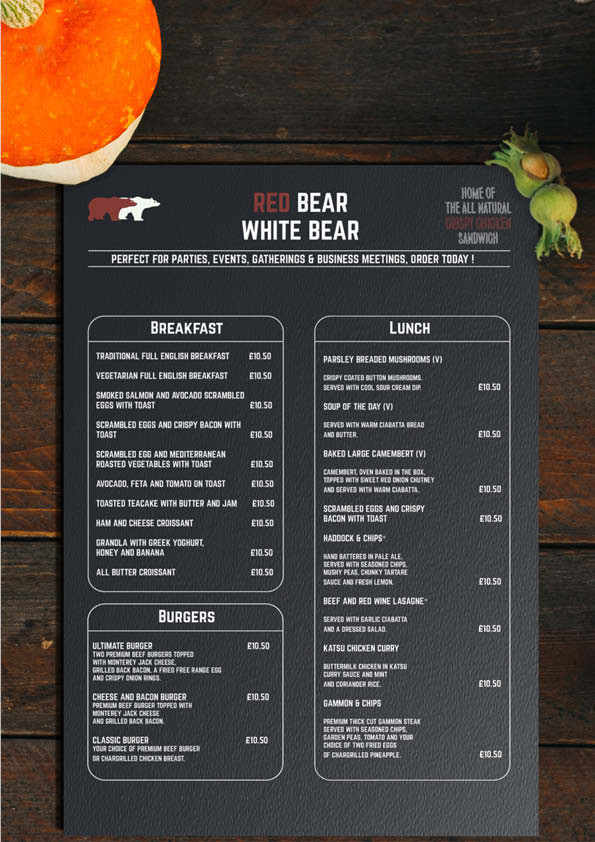 RED BEAR
WHITE BEAR
HOME OF
THE ALL NATURAL
CRISPY CHICKEN
SANDWICH
PERFECT FOR PARTIES, EVENTS, GATHERINGS & BUSINESS MEETINGS, ORDER TODAY !
BREAKFAST
TRADITIONAL FULL ENGLISH BREAKFAST £10.50
VEGETARIAN FULL ENGLISH BREAKFAST £10.50
SMOKED SALMON AND AVOCADO SCRAMBLED
EGGS WITH TOAST £10.50
SCRAMBLED EGGS AND CRISPY BACON WITH
TOAST £10.50
SCRAMBLED EGG AND MEDITERRANEAN
ROASTED VEGETABLES WITH TOAST £10.50
AVOCADO, FETA AND TOMATO ON TOAST £10.50
TOASTED TEACAKE WITH BUTTER AND JAM £10.50
HAM AND CHEESE CROISSANT £10.50
GRANOLA WITH GREEK YOGHURT,
HONEY AND BANANA £10.50
ALL BUTTER CROISSANT £10.50
BURGERS
ULTIMATE BURGER £10.50
TWO PREMIUM BEEF BURGERS TOPPED
WITH MONTEREY JACK CHEESE,
GRILLED BACK BACON, A FRIED FREE RANGE EGG
AND CRISPY ONION RINGS.
CHEESE AND BACON BURGER £10.50
PREMIUM BEEF BURGER TOPPED WITH
MONTEREY JACK CHEESE
AND GRILLED BACK BACON.
CLASSIC BURGER £10.50
YOUR CHOICE OF PREMIUM BEEF BURGER
OR CHARGRILLED CHICKEN BREAST.
LUNCH
PARSLEY BREADED MUSHROOMS (V)
CRISPY COATED BUTTON MUSHROOMS.
SERVED WITH COOL SOUR CREAM DIP. £10.50
SOUP OF THE DAY (V)
SERVED WITH WARM CIABATTA BREAD
AND BUTTER. £10.50
BAKED LARGE CAMEMBERT (V)
CAMEMBERT, OVEN BAKED IN THE BOX,
TOPPED WITH SWEET RED ONION CHUTNEY
AND SERVED WITH WARM CIABATTA. £10.50
SCRAMBLED EGGS AND CRISPY
BACON WITH TOAST £10.50
HADDOCK & CHIPS*
HAND BATTERED IN PALE ALE,
SERVED WITH SEASONED CHIPS,
MUSHY PEAS, CHUNKY TARTARE
SAUCE AND FRESH LEMON. £10.50
BEEF AND RED WINE LASAGNE*
SERVED WITH GARLIC CIABATTA
AND A DRESSED SALAD. £10.50
KATSU CHICKEN CURRY
BUTTERMILK CHICKEN IN KATSU
CURRY SAUCE AND MINT
AND CORIANDER RICE. £10.50
GAMMON & CHIPS
PREMIUM THICK CUT GAMMON STEAK
SERVED WITH SEASONED CHIPS,
GARDEN PEAS, TOMATO AND YOUR
CHOICE OF TWO FRIED EGGS
OF CHARGRILLED PINEAPPLE. £10.50